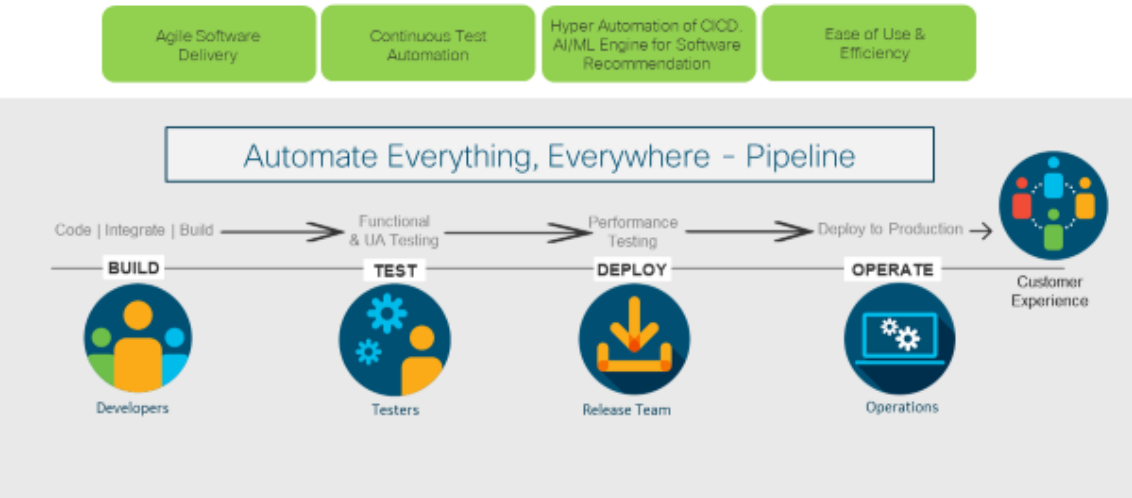 Agile Software
Delivery
Continuous Test
Automation
Hyper Automation of CICD.
AI/ML Engine for Software
Recommendation
Ease of Use &
Efficiency
Automate Everything, Everywhere - Pipeline
Code | Integrate | Build
Functional
& UA Testing
Performance
Testing
Deploy to Production
BUILD
TEST
DEPLOY
OPERATE
Customer
Experience
Developers
Testers
Release Team
Operations